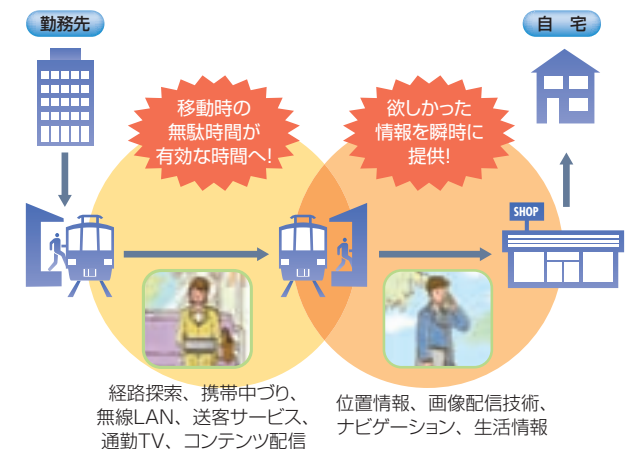 勤務先
自 宅
移動時の
無駄時間が
有効な時間へ!
欲しかった
情報を瞬時に
提供!
SHOP
経路探索、携帯中づり、
無線LAN、送客サービス、
通勤TV、コンテンツ配信
位置情報、画像配信技術、
ナビゲーション、生活情報